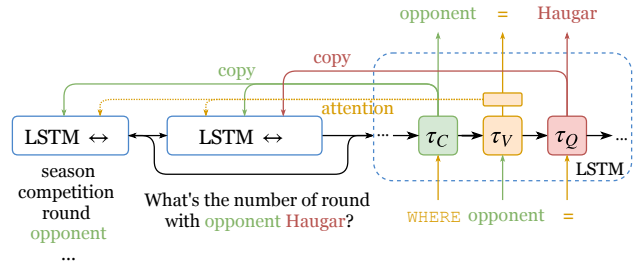 opponent = Haugar
copy
copy
attention
LSTM ↔
LSTM ↔
...
τC
τV
τQ
...
LSTM
season
competition
round
opponent
...
What's the number of round
with opponent Haugar?
WHERE opponent =